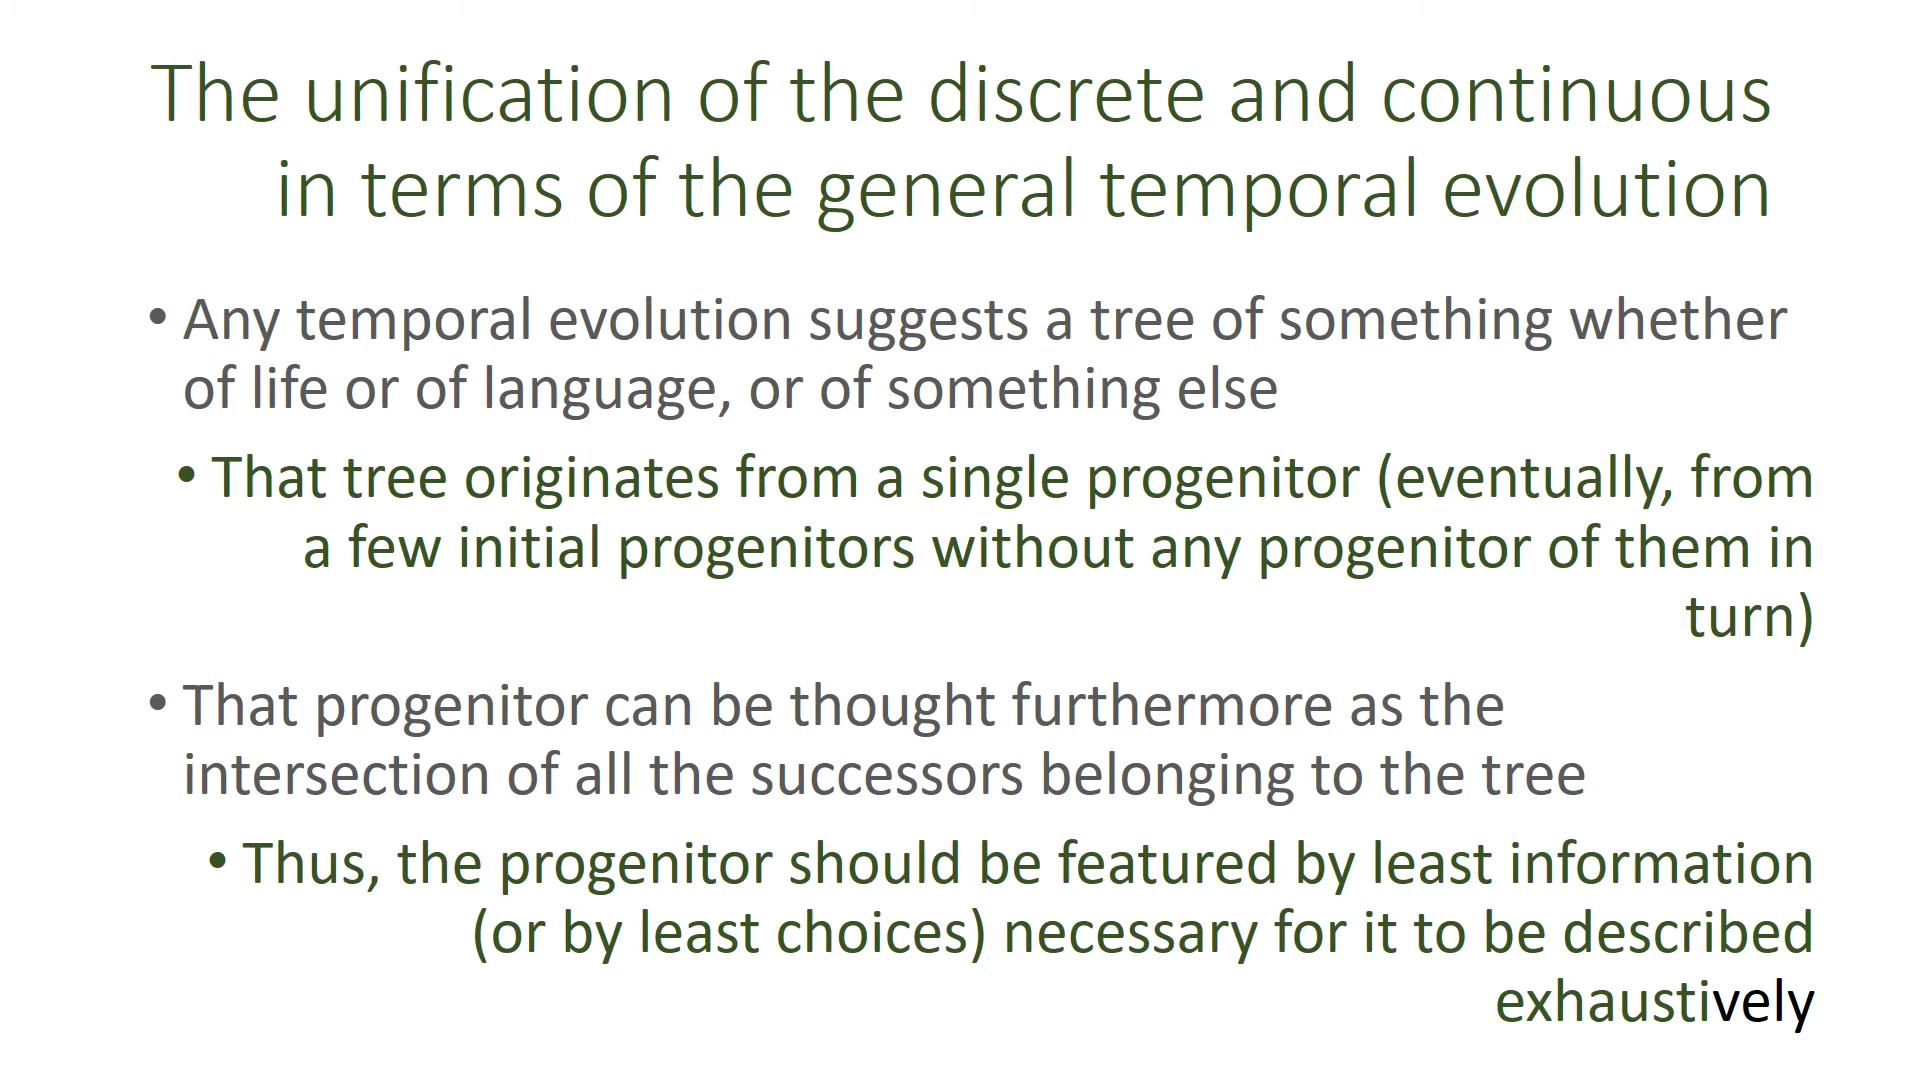 The unification of the discrete and continuous
in terms of the general temporal evolution
• Any temporal evolution suggests a tree of something whether
of life or of language, or of something else
• That tree originates from a single progenitor (eventually, from
a few initial progenitors without any progenitor of them in
turn)
• That progenitor can be thought furthermore as the
intersection of all the successors belonging to the tree
• Thus, the progenitor should be featured by least information
(or by least choices) necessary for it to be described
exhaustively